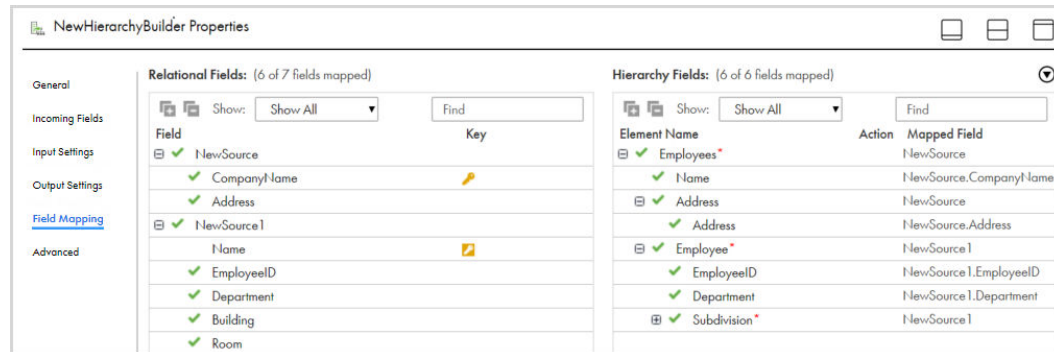 NewHierarchyBuilder Properties
General
Incoming Fields
Input Settings
Output Settings
Field Mapping
Advanced
Relational Fields: (6 of 7 fields mapped)
Show: Show All Find
Field Key
NewSource
CompanyName
Address
NewSource1
Name
EmployeeID
Department
Building
Room
Hierarchy Fields: (6 of 6 fields mapped)
Show: Show All Find
Element Name Action Mapped Field
Employees* NewSource
Name NewSource.CompanyName
Address NewSource
Address NewSource.Address
Employee* NewSource1
EmployeeID NewSource1.EmployeeID
Department NewSource1.Department
Subdivision* NewSource1